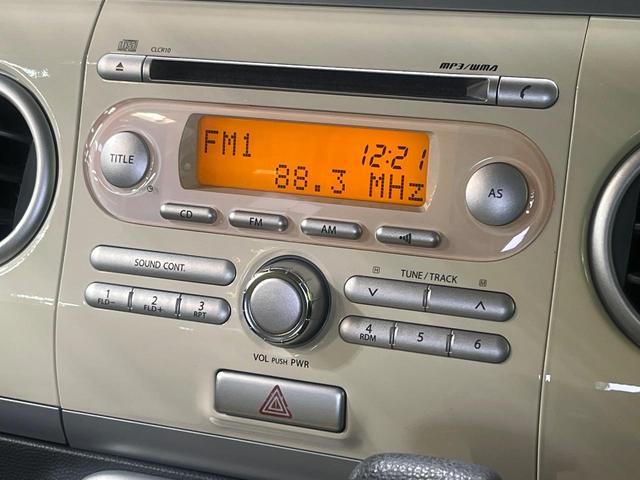 CLCR10
MP3/WMA
FM1 12:21
88.3 MHz
TITLE
AS
CD FM AM
SOUND CONT.
TUNE/TRACK
H M
1 FLD− 2 FLD+ 3 RPT
4 RDM 5 6
VOL PUSH PWR